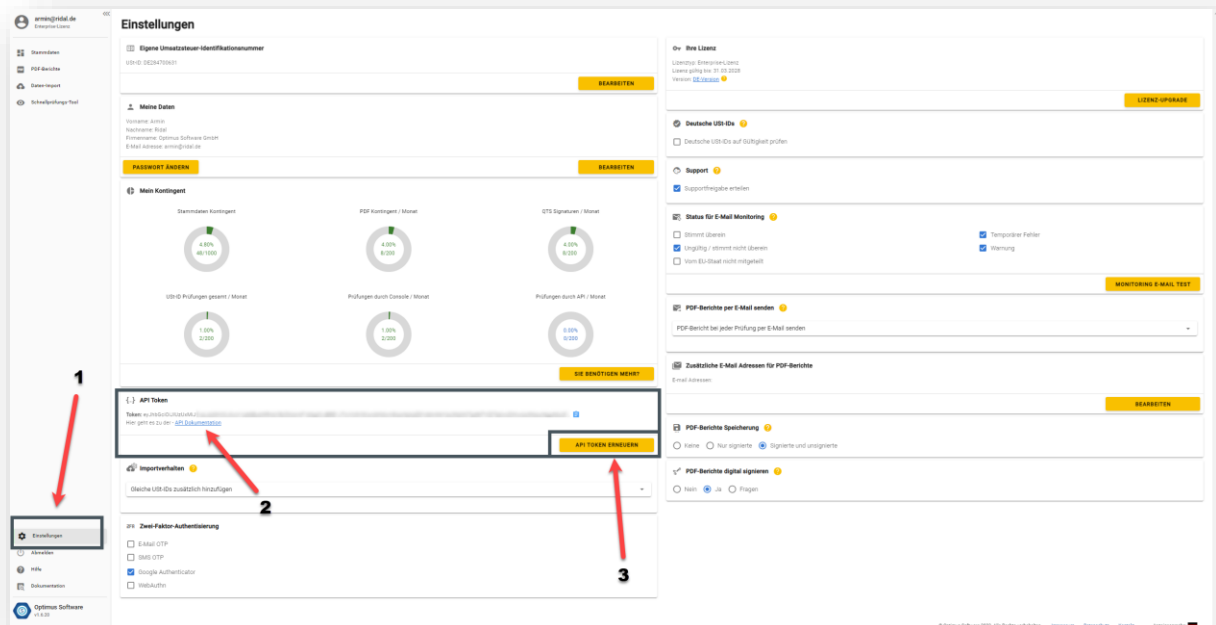 armin@ridal.de
Enterprise-Lizenz
Stammdaten
PDF-Berichte
Daten-Import
Schnellprüfungs-Tool
1
Einstellungen
Abmelden
Hilfe
Dokumentation
Optimus Software
Einstellungen
Eigene Umsatzsteuer-Identifikationsnummer
USt-ID: DE284700631
BEARBEITEN
Meine Daten
Vorname: Armin
Nachname: Ridal
Firmenname: Optimus Software GmbH
E-Mail Adresse: armin@ridal.de
PASSWORT ÄNDERN
BEARBEITEN
Mein Kontingent
Stammdaten Kontingent
PDF Kontingent / Monat
QTS Signaturen / Monat
4.80%
48/1000
4.00%
8/200
4.00%
8/200
USt-ID Prüfungen gesamt / Monat
Prüfungen durch Console / Monat
Prüfungen durch API / Monat
1.00%
2/200
1.00%
2/200
0.00%
0/200
SIE BENÖTIGEN MEHR?
{..} API Token
Token:
Hier geht es zu der - API Dokumentation
API TOKEN ERNEUERN
Importverhalten
Gleiche USt-IDs zusätzlich hinzufügen
2
3
Zwei-Faktor-Authentisierung
E-Mail OTP
SMS OTP
Google Authenticator
WebAuthn
Ihre Lizenz
Lizenztyp: Enterprise-Lizenz
Lizenz gültig bis: 31.03.2028
Version: DE-Version
LIZENZ-UPGRADE
Deutsche USt-IDs
Deutsche USt-IDs auf Gültigkeit prüfen
Support
Supportfreigabe erteilen
Status für E-Mail Monitoring
Stimmt überein
Temporärer Fehler
Ungültig / stimmt nicht überein
Warnung
Vom EU-Staat nicht mitgeteilt
MONITORING E-MAIL TEST
PDF-Berichte per E-Mail senden
PDF-Bericht bei jeder Prüfung per E-Mail senden
Zusätzliche E-Mail Adressen für PDF-Berichte
E-mail Adressen:
BEARBEITEN
PDF-Berichte Speicherung
Keine
Nur signierte
Signierte und unsignierte
PDF-Berichte digital signieren
Nein
Ja
Fragen